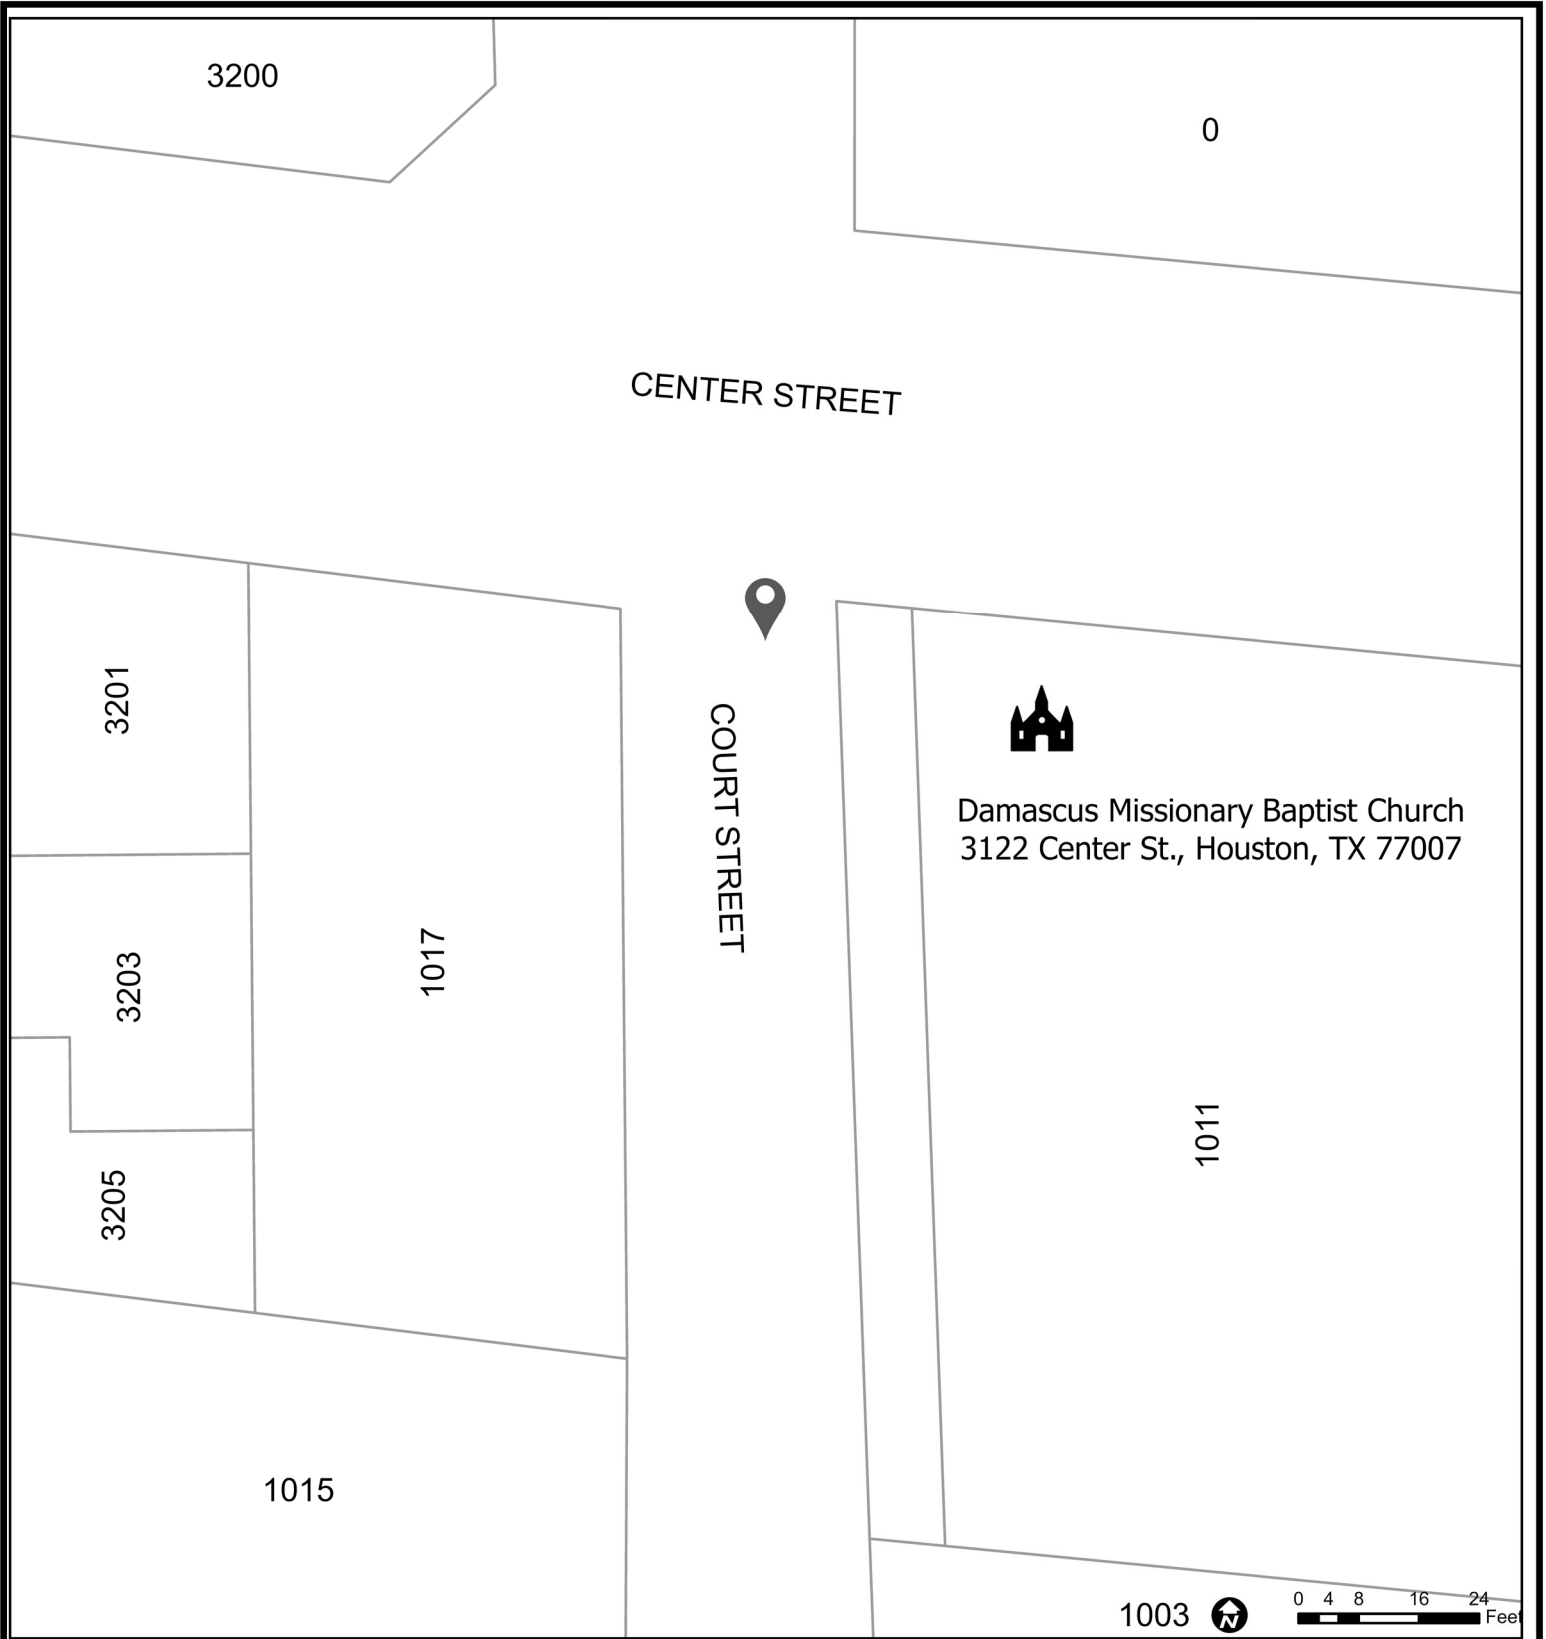 3200
0
CENTER STREET
3201
COURT STREET
Damascus Missionary Baptist Church
3122 Center St., Houston, TX 77007
1017
3203
1011
3205
1015
1003
N
0 4 8 16 24
Feet